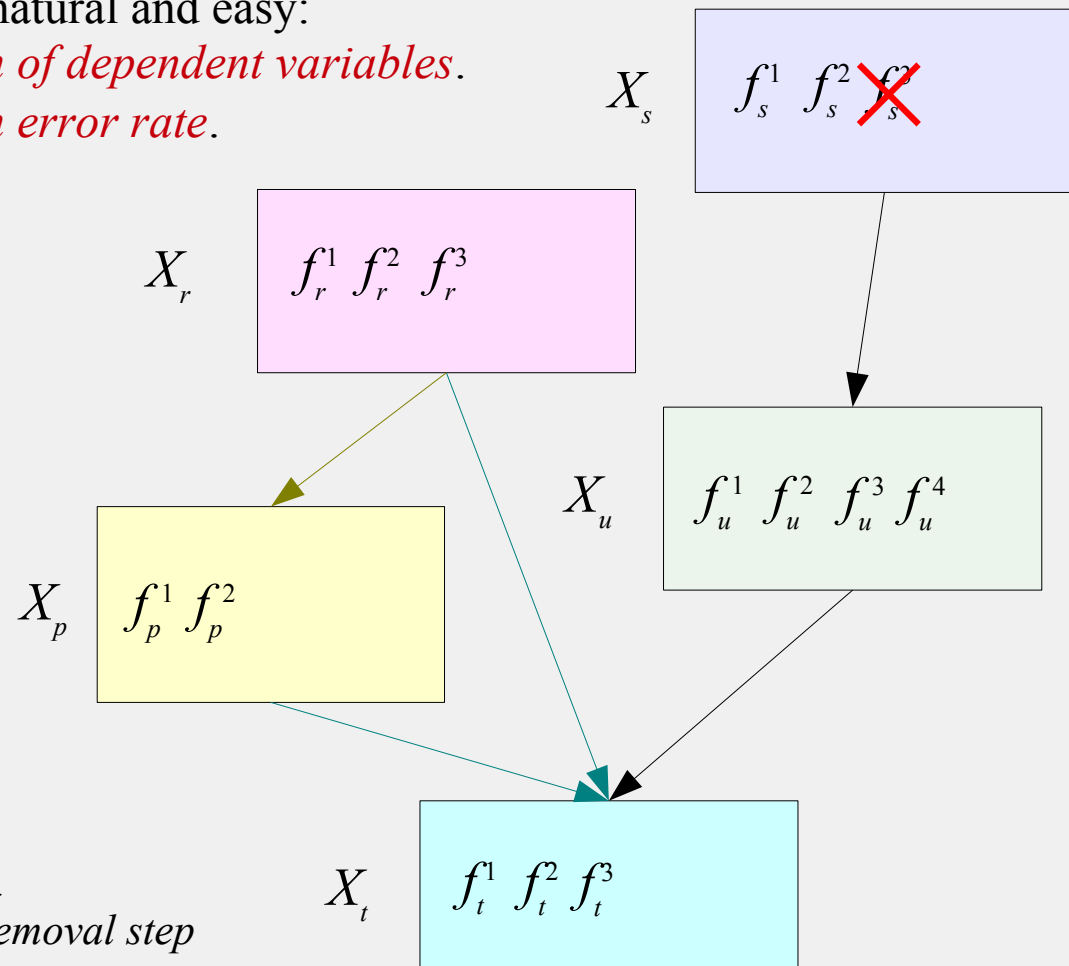 natural and easy:
of dependent variables.
error rate.
X_s f_s^1 f_s^2 f_s^3
X_r f_r^1 f_r^2 f_r^3
X_u f_u^1 f_u^2 f_u^3 f_u^4
X_p f_p^1 f_p^2
X_t f_t^1 f_t^2 f_t^3
emoval step